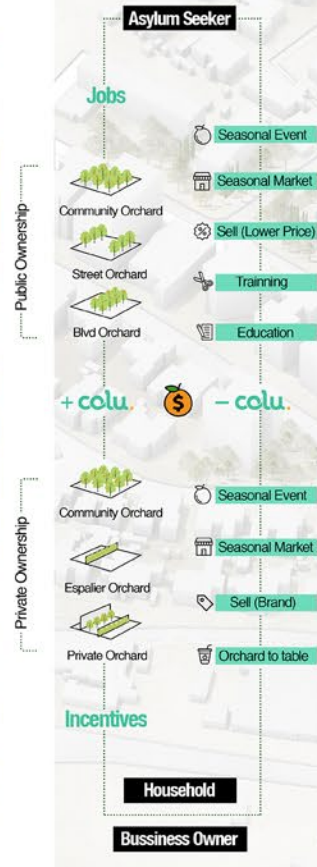 Asylum Seeker
Jobs
Seasonal Event
Public Ownership
Community Orchard
Seasonal Market
Street Orchard
Sell (Lower Price)
Blvd Orchard
Trainning
Education
+ colu. $ - colu.
Private Ownership
Community Orchard
Seasonal Event
Espalier Orchard
Seasonal Market
Private Orchard
Sell (Brand)
Orchard to table
Incentives
Household
Bussiness Owner